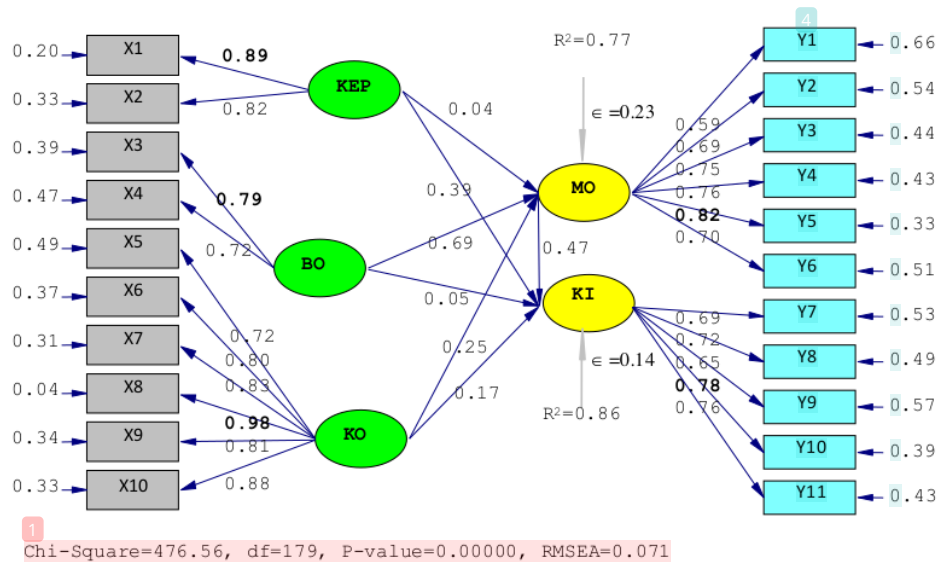 4
R²=0.77
0.20 X1 0.89 KEP Y1 0.66
0.33 X2 0.82 0.04 ϵ =0.23 0.59 Y2 0.54
0.39 X3 0.69 Y3 0.44
0.47 X4 0.79 0.39 MO 0.75 0.76 Y4 0.43
0.49 X5 0.72 BO 0.69 0.47 0.82 0.70 Y5 0.33
0.37 X6 0.05 KI Y6 0.51
0.31 X7 0.72 0.25 0.69 Y7 0.53
0.80 0.72
0.04 X8 0.83 0.17 ϵ =0.14 0.65 Y8 0.49
0.34 X9 0.98 KO R²=0.86 0.78 0.76 Y9 0.57
0.81
0.33 X10 0.88 Y10 0.39
Y11 0.43
1
Chi-Square=476.56, df=179, P-value=0.00000, RMSEA=0.071